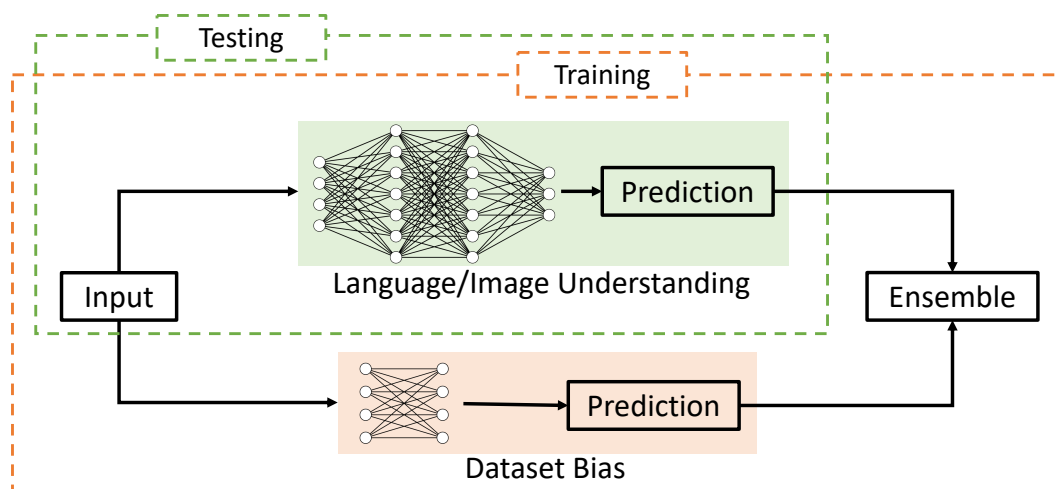 Testing
Training
Prediction
Language/Image Understanding
Input
Ensemble
Prediction
Dataset Bias